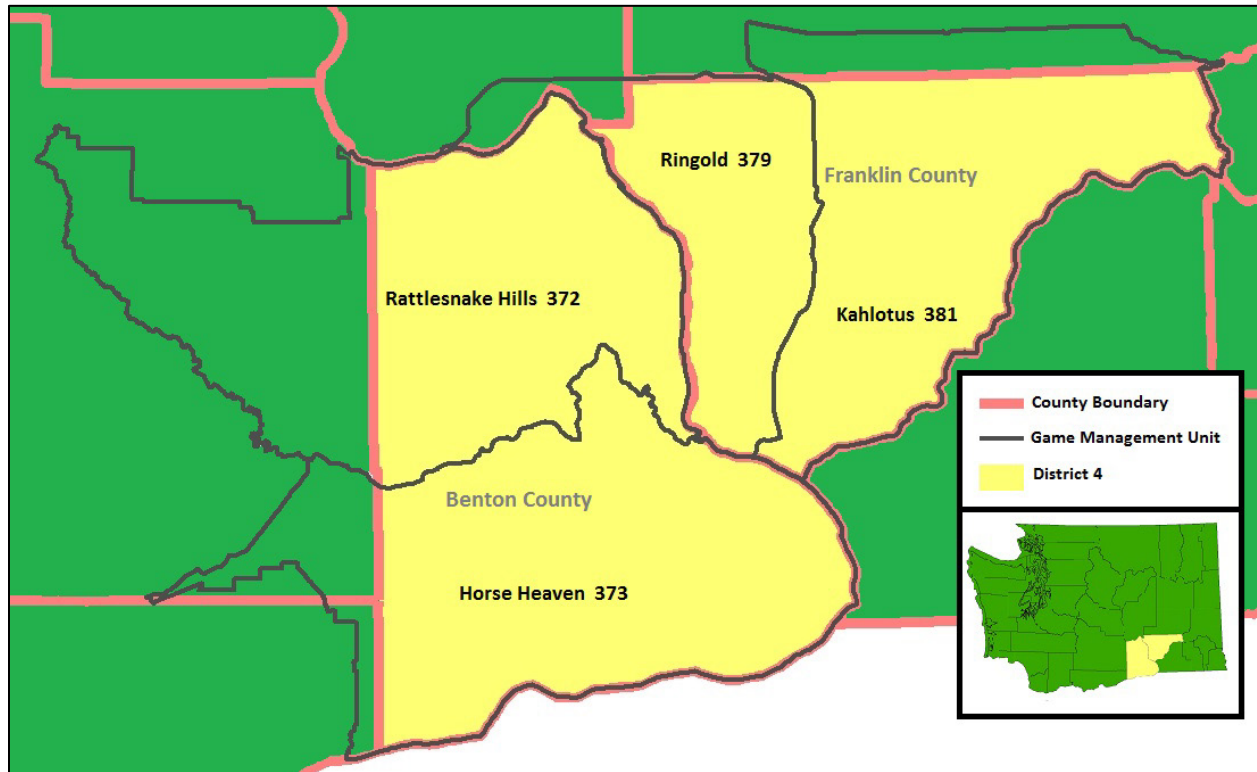 Ringold 379
Franklin County
Rattlesnake Hills 372
Kahlotus 381
Benton County
Horse Heaven 373
County Boundary
Game Management Unit
District 4